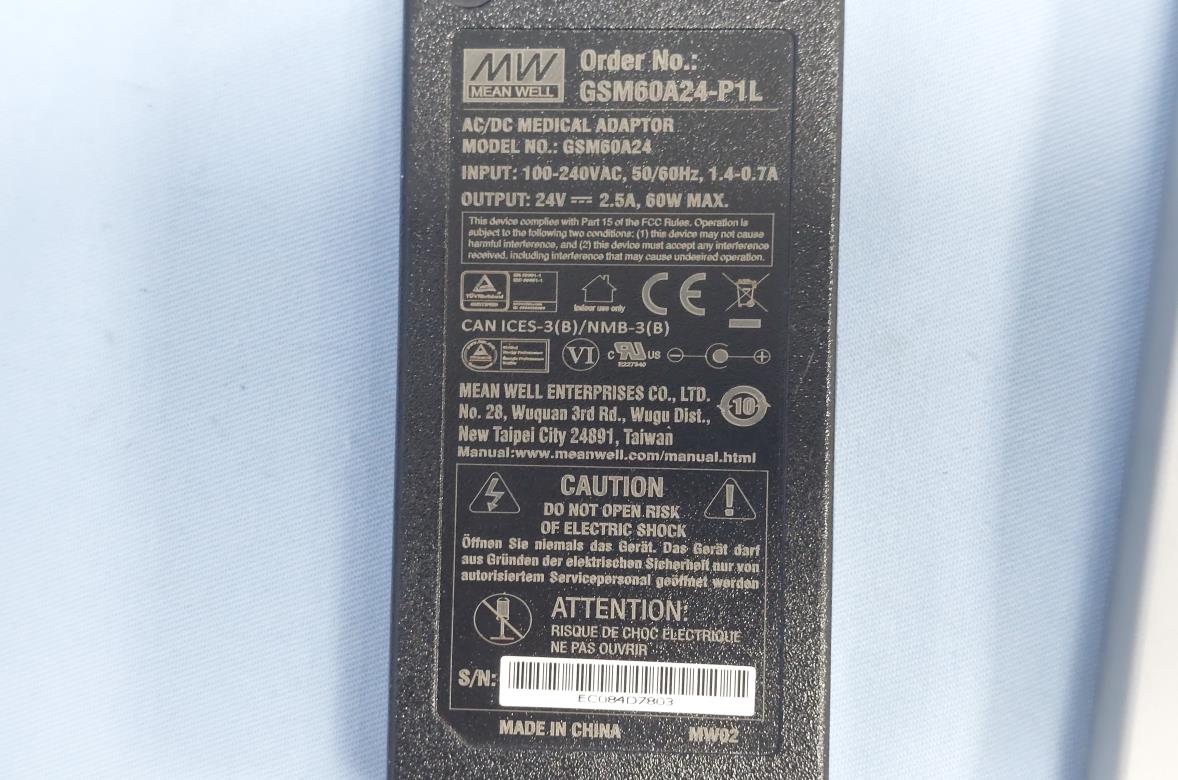 MW
MEAN WELL
Order No.:
GSM60A24-P1L
AC/DC MEDICAL ADAPTOR
MODEL NO.: GSM60A24
INPUT: 100-240VAC, 50/60Hz, 1.4-0.7A
OUTPUT: 24V ⎓ 2.5A, 60W MAX.
This device complies with Part 15 of the FCC Rules. Operation is
subject to the following two conditions: (1) this device may not cause
harmful interference, and (2) this device must accept any interference
received, including interference that may cause undesired operation.
TÜVRheinland
CERTIFIED
Indoor use only
CE
CAN ICES-3(B)/NMB-3(B)
VI
c RU US
E227940
MEAN WELL ENTERPRISES CO., LTD.
No. 28, Wuquan 3rd Rd., Wugu Dist.,
New Taipei City 24891, Taiwan
10
Manual:www.meanwell.com/manual.html
CAUTION
DO NOT OPEN.RISK
OF ELECTRIC SHOCK
Öffnen Sie niemals das Gerät. Das Gerät darf
aus Gründen der elektrischen Sicherheit nur von
autorisiertem Servicepersonal geöffnet werden
ATTENTION:
RISQUE DE CHOC ÉLECTRIQUE
NE PAS OUVRIR
S/N:
EC084D7803
MADE IN CHINA
MW02